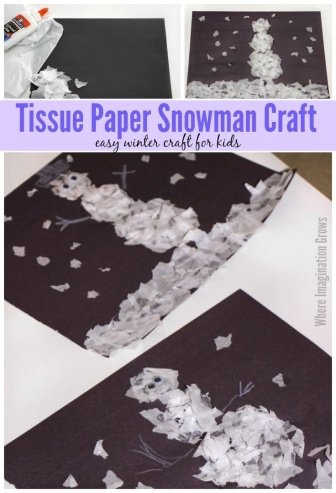 Tissue Paper Snowman Craft
easy winter craft for kids
Where Imagination Grows